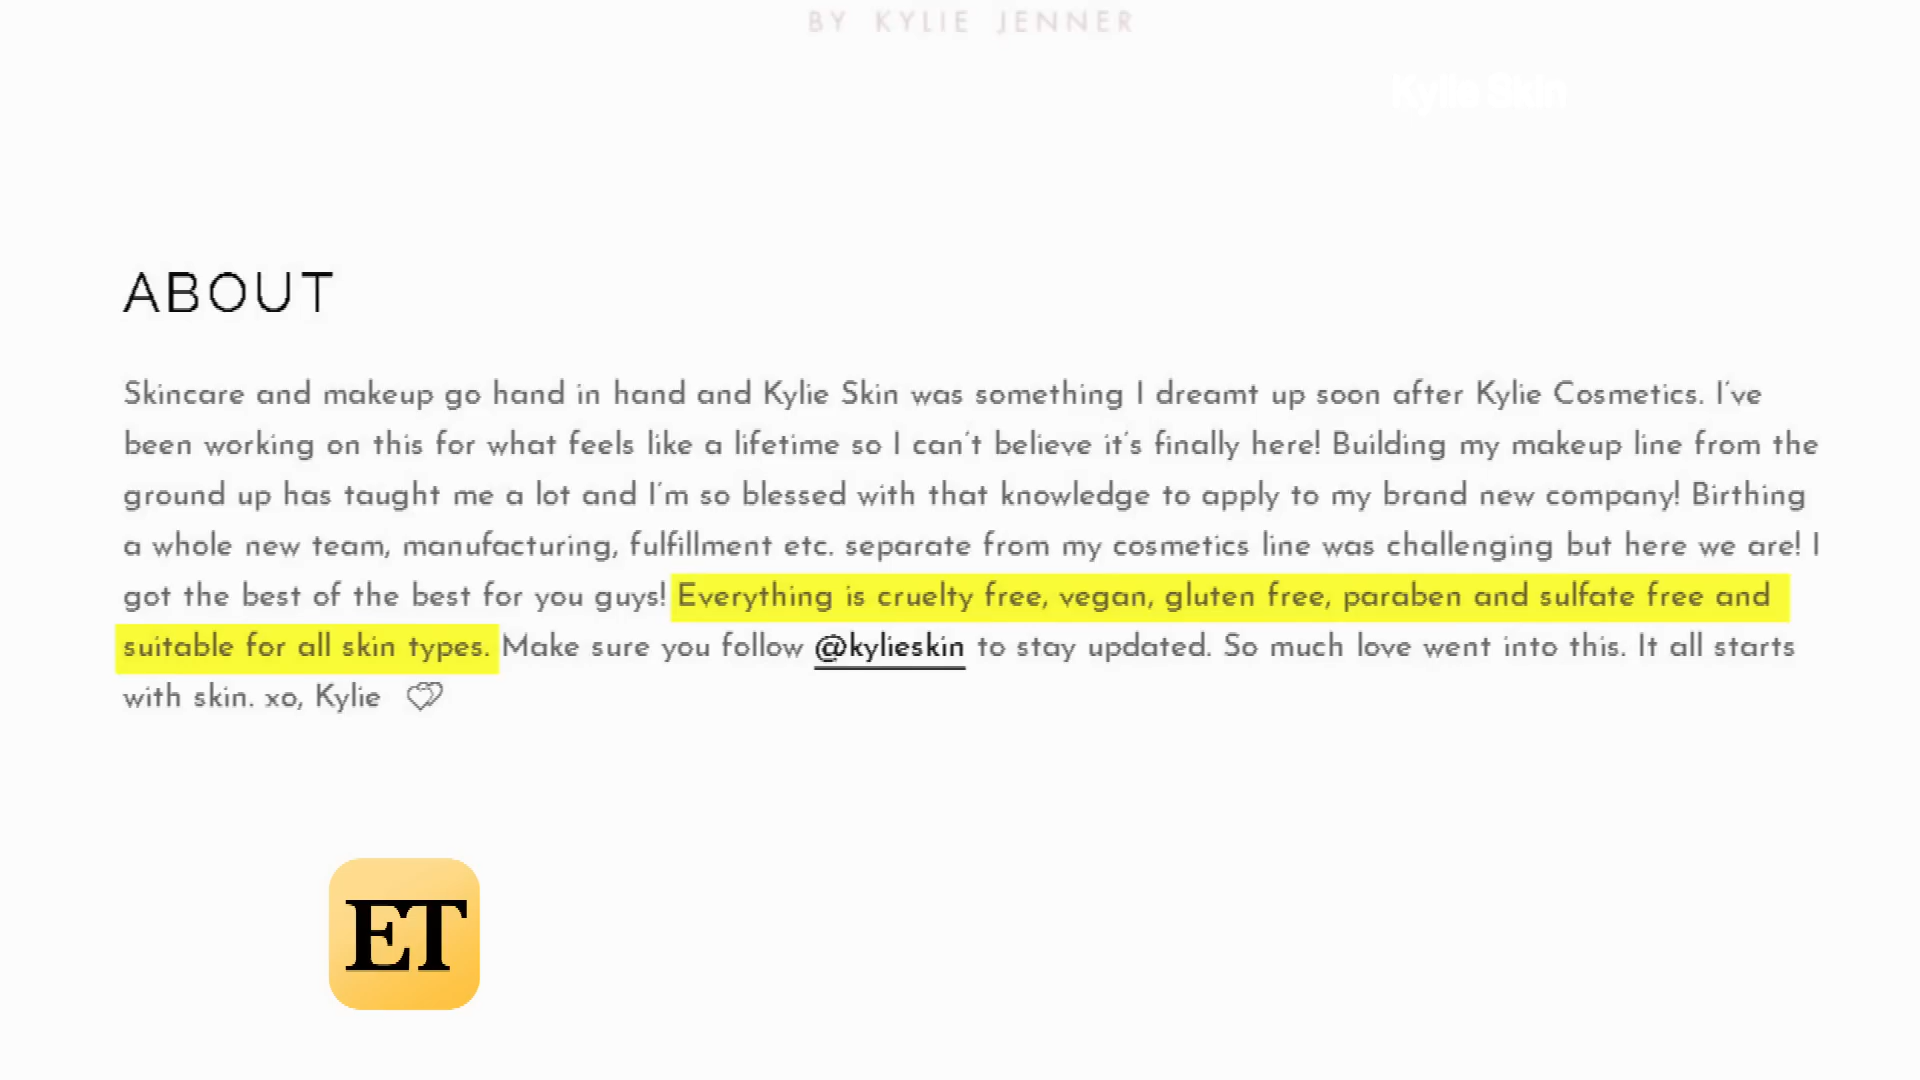 BY KYLIE JENNER
Kylie Skin
ABOUT
Skincare and makeup go hand in hand and Kylie Skin was something I dreamt up soon after Kylie Cosmetics. I've
been working on this for what feels like a lifetime so I can't believe it's finally here! Building my makeup line from the
ground up has taught me a lot and I'm so blessed with that knowledge to apply to my brand new company! Birthing
a whole new team, manufacturing, fulfillment etc. separate from my cosmetics line was challenging but here we are! I
got the best of the best for you guys! Everything is cruelty free, vegan, gluten free, paraben and sulfate free and
suitable for all skin types. Make sure you follow @kylieskin to stay updated. So much love went into this. It all starts
with skin. xo, Kylie
ET